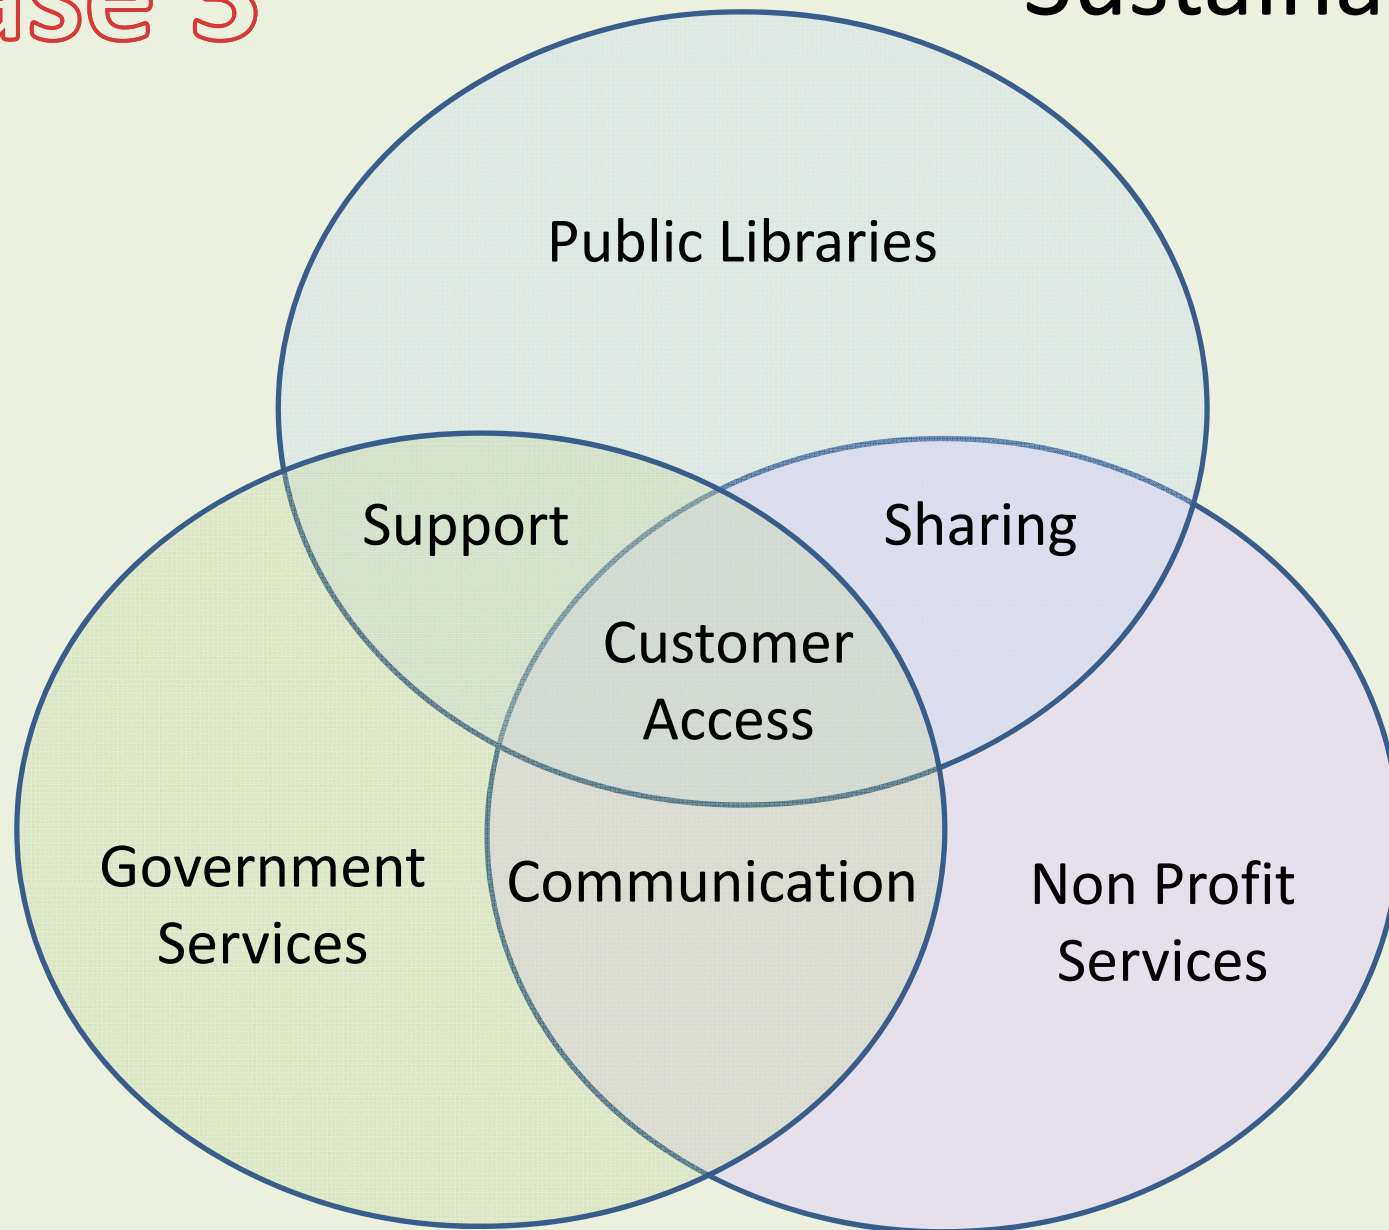 Public Libraries
Support
Sharing
Customer
Access
Government
Services
Communication
Non Profit
Services